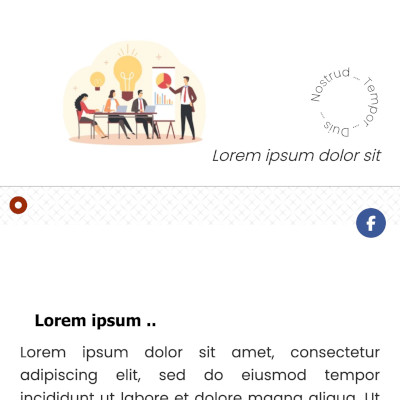 Nostrud .. Tempor .. Duis ..
Lorem ipsum dolor sit
Lorem ipsum ..
Lorem ipsum dolor sit amet, consectetur
adipiscing elit, sed do eiusmod tempor
incididunt ut labore et dolore magna aliqua. Ut